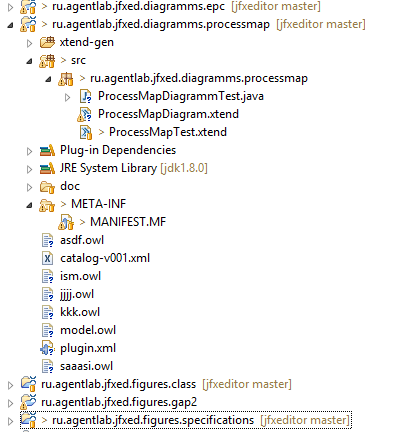 > ru.agentlab.jfxed.diagramms.epc [jfxeditor master]
> ru.agentlab.jfxed.diagramms.processmap [jfxeditor master]
xtend-gen
> src
> ru.agentlab.jfxed.diagramms.processmap
ProcessMapDiagrammTest.java
ProcessMapDiagram.xtend
> ProcessMapTest.xtend
Plug-in Dependencies
JRE System Library [jdk1.8.0]
doc
> META-INF
> MANIFEST.MF
asdf.owl
catalog-v001.xml
ism.owl
jjjj.owl
kkk.owl
model.owl
plugin.xml
saaasi.owl
ru.agentlab.jfxed.figures.class [jfxeditor master]
ru.agentlab.jfxed.figures.gap2
> ru.agentlab.jfxed.figures.specifications [jfxeditor master]